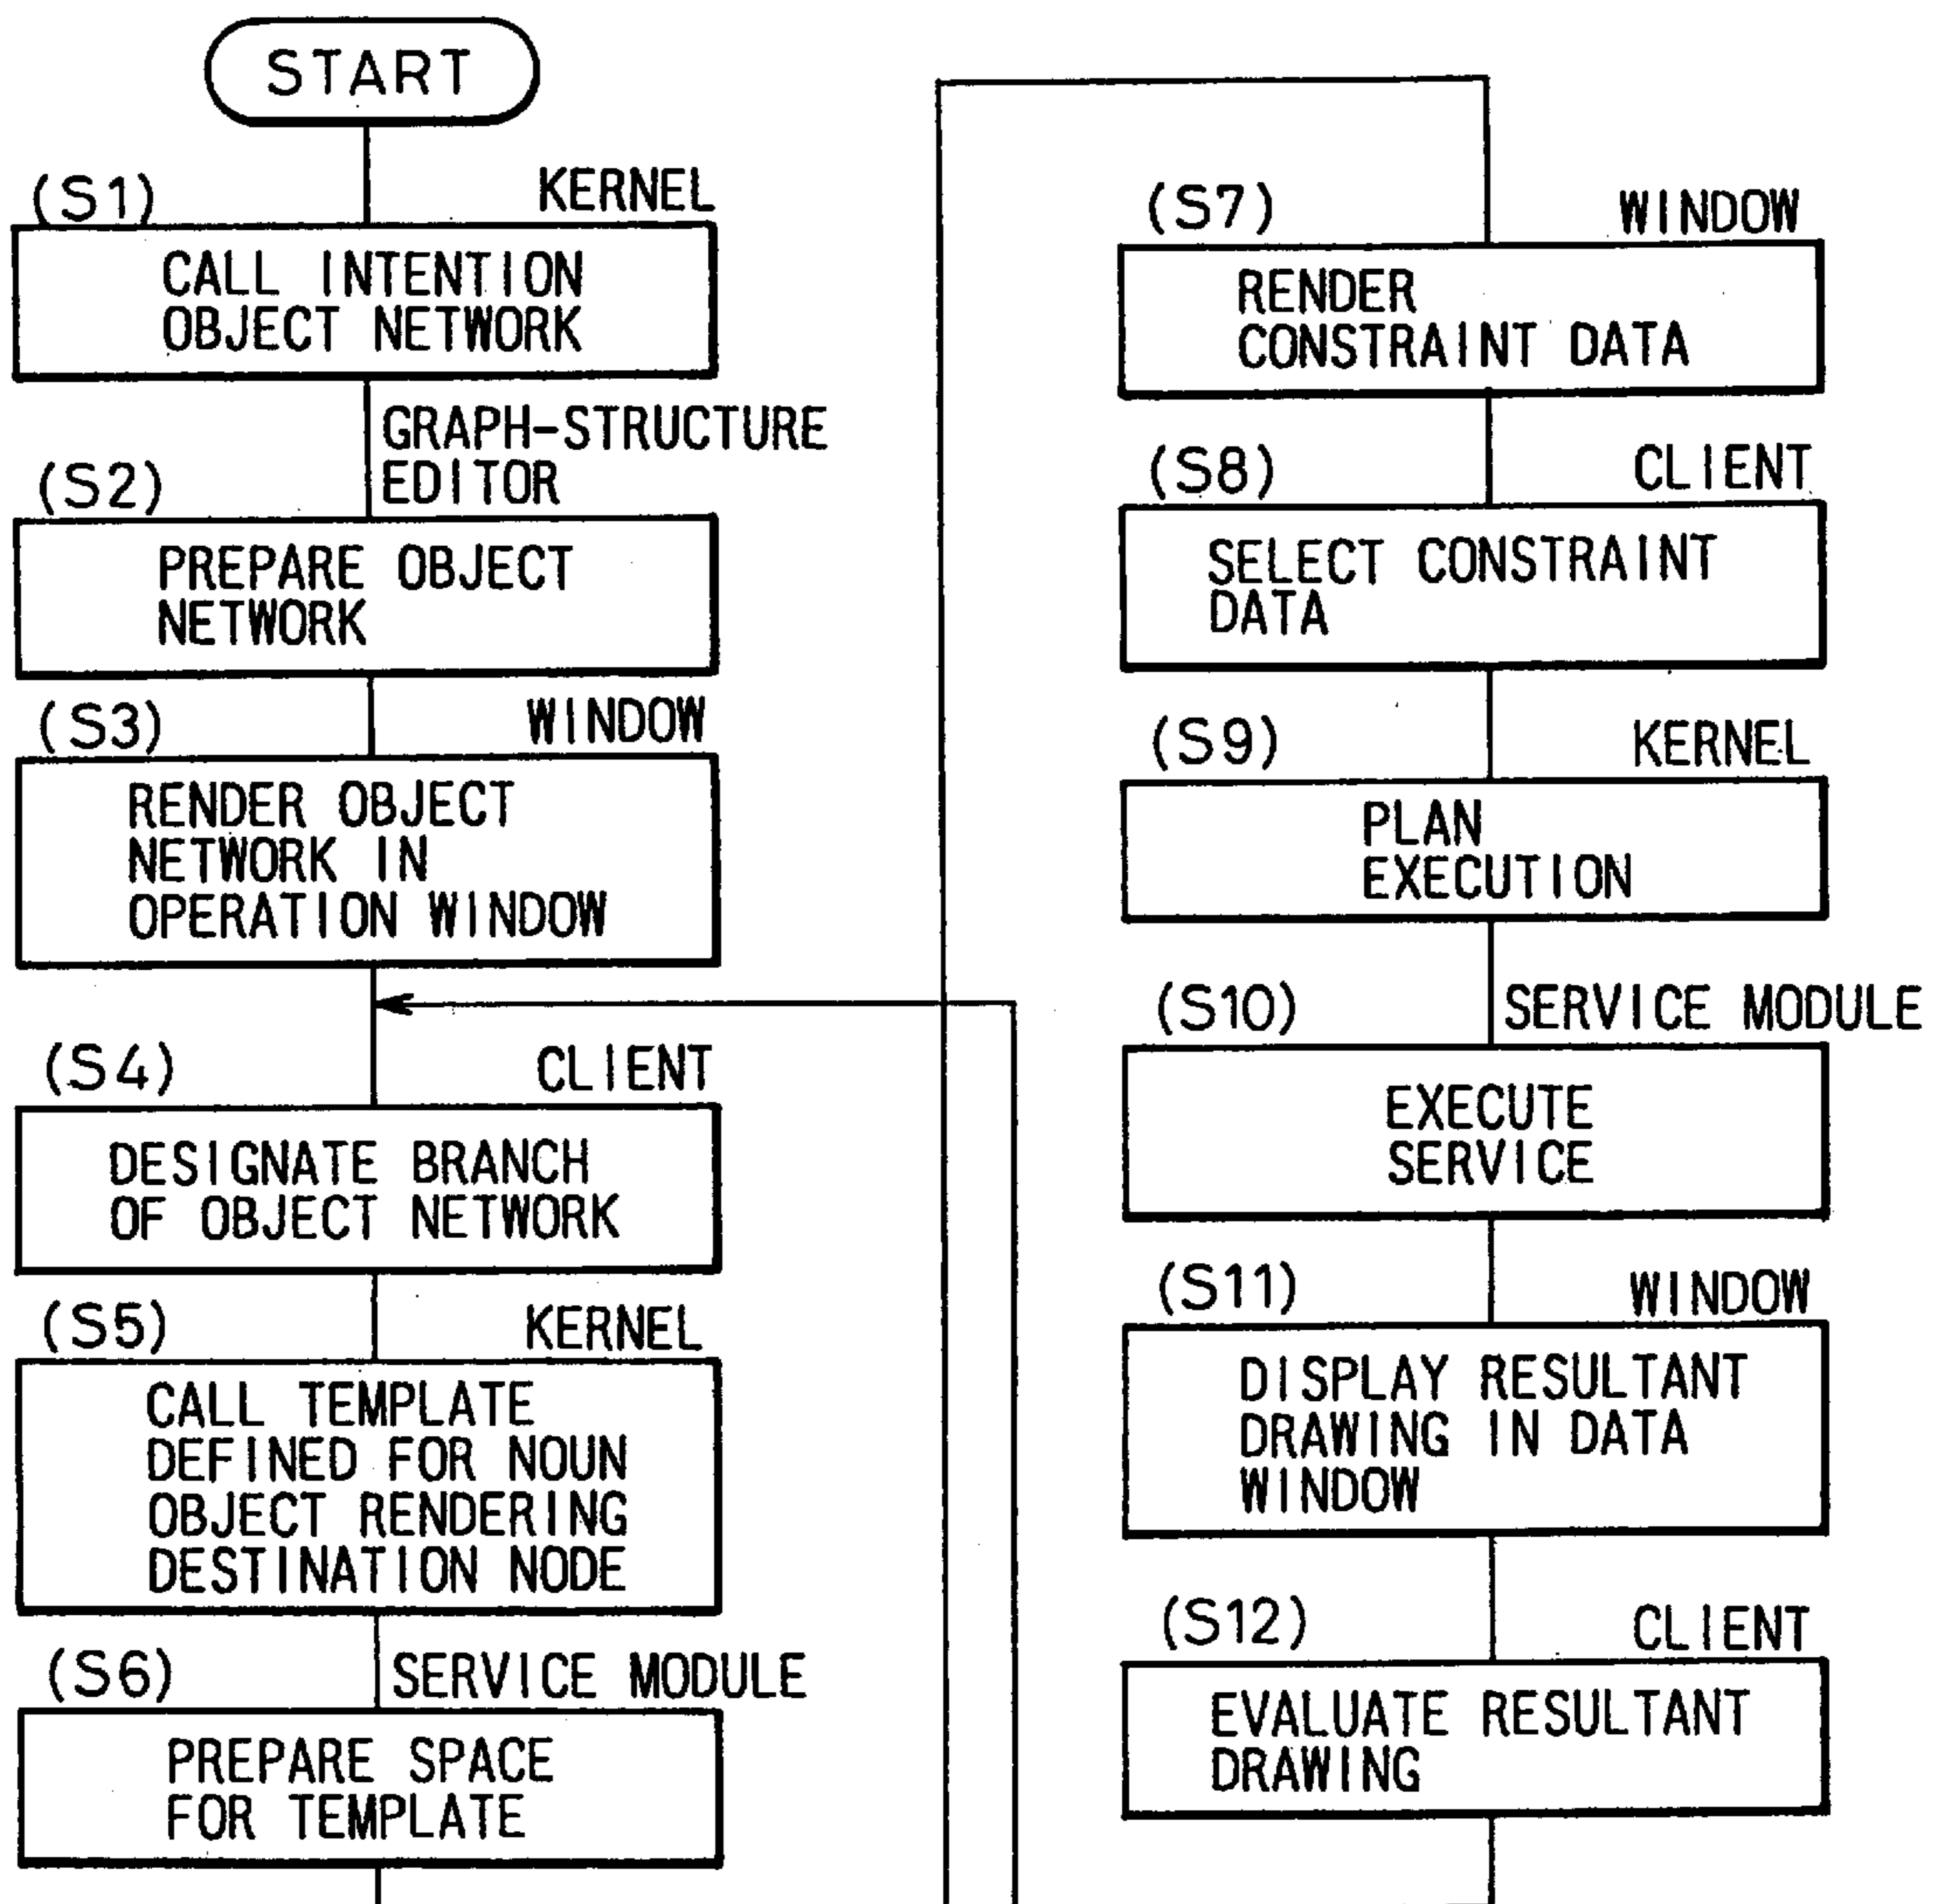 START
(S1)
KERNEL
CALL INTENTION
OBJECT NETWORK
GRAPH-STRUCTURE
EDITOR
(S2)
PREPARE OBJECT
NETWORK
(S3)
WINDOW
RENDER OBJECT
NETWORK IN
OPERATION WINDOW
(S4)
CLIENT
DESIGNATE BRANCH
OF OBJECT NETWORK
(S5)
KERNEL
CALL TEMPLATE
DEFINED FOR NOUN
OBJECT RENDERING
DESTINATION NODE
(S6)
SERVICE MODULE
PREPARE SPACE
FOR TEMPLATE
(S7)
WINDOW
RENDER
CONSTRAINT DATA
(S8)
CLIENT
SELECT CONSTRAINT
DATA
(S9)
KERNEL
PLAN
EXECUTION
(S10)
SERVICE MODULE
EXECUTE
SERVICE
(S11)
WINDOW
DISPLAY RESULTANT
DRAWING IN DATA
WINDOW
(S12)
CLIENT
EVALUATE RESULTANT
DRAWING